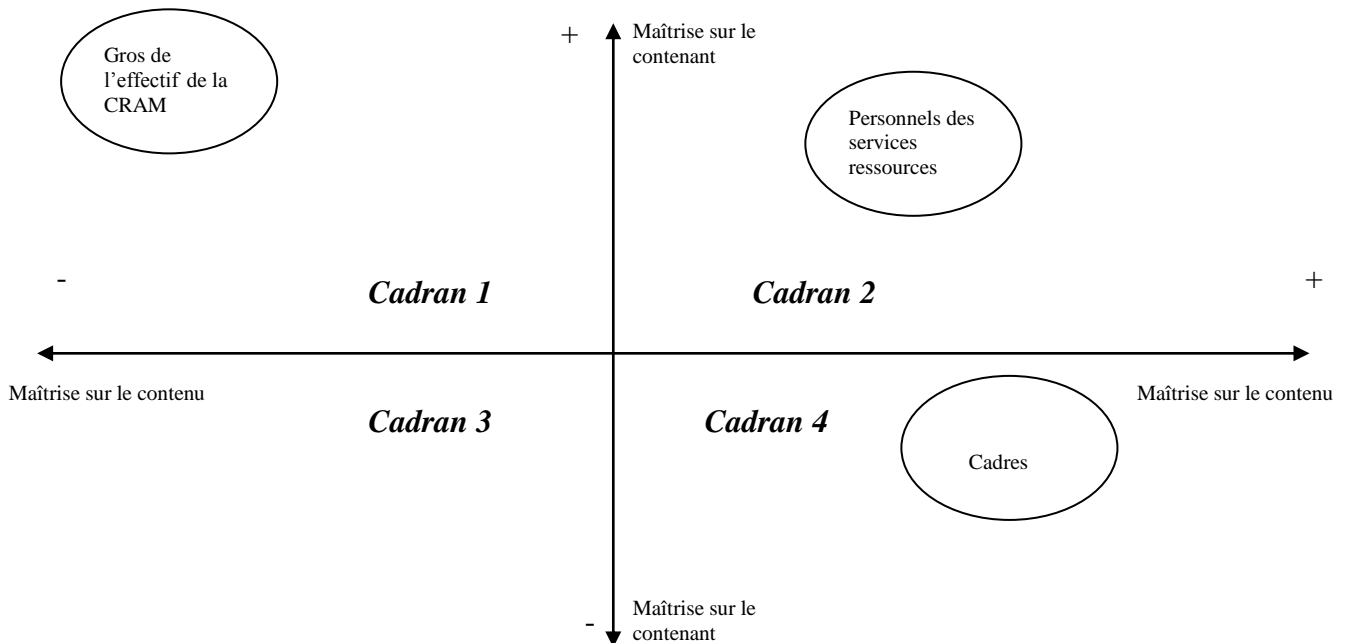 Gros de
l'effectif de la
CRAM
+
Maîtrise sur le
contenant
Personnels des
services
ressources
-
Cadran 1
Cadran 2
+
Maîtrise sur le contenu
Maîtrise sur le contenu
Cadran 3
Cadran 4
Cadres
-
Maîtrise sur le
contenant